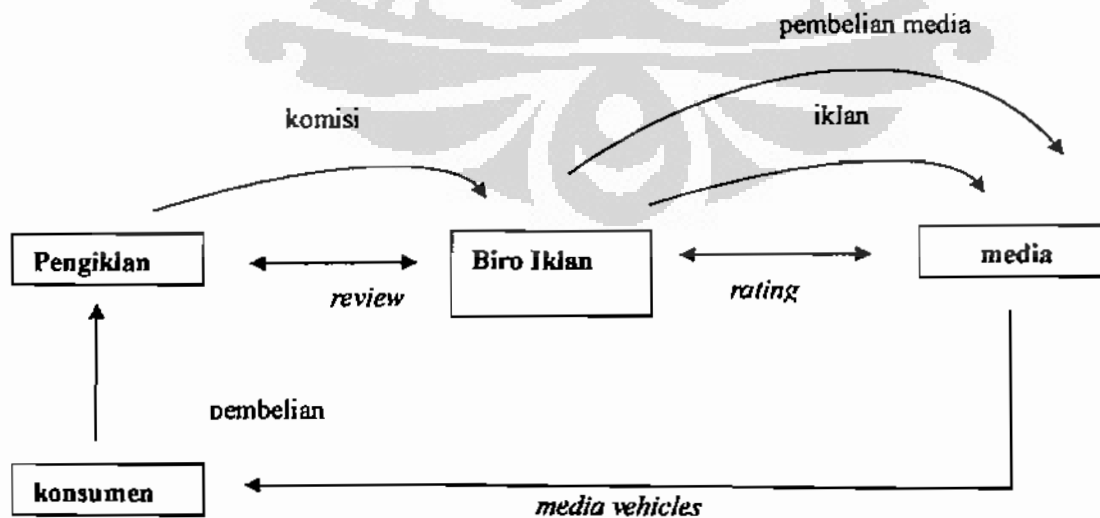 pembelian media
komisi
iklan
Pengiklan
Biro Iklan
media
review
rating
pembelian
konsumen
media vehicles